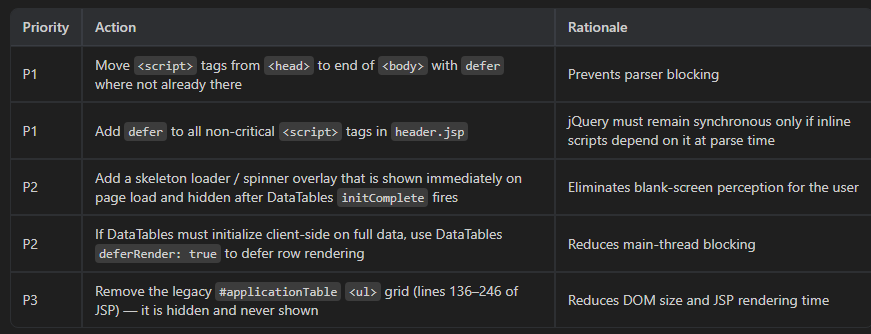 Priority Action Rationale
P1 Move <script> tags from <head> to end of <body> with defer
where not already there
Prevents parser blocking
P1 Add defer to all non-critical <script> tags in header.jsp
jQuery must remain synchronous only if inline
scripts depend on it at parse time
P2 Add a skeleton loader / spinner overlay that is shown immediately on
page load and hidden after DataTables initComplete fires
Eliminates blank-screen perception for the user
P2 If DataTables must initialize client-side on full data, use DataTables
deferRender: true to defer row rendering
Reduces main-thread blocking
P3 Remove the legacy #applicationTable <ul> grid (lines 136–246 of
JSP) — it is hidden and never shown
Reduces DOM size and JSP rendering time